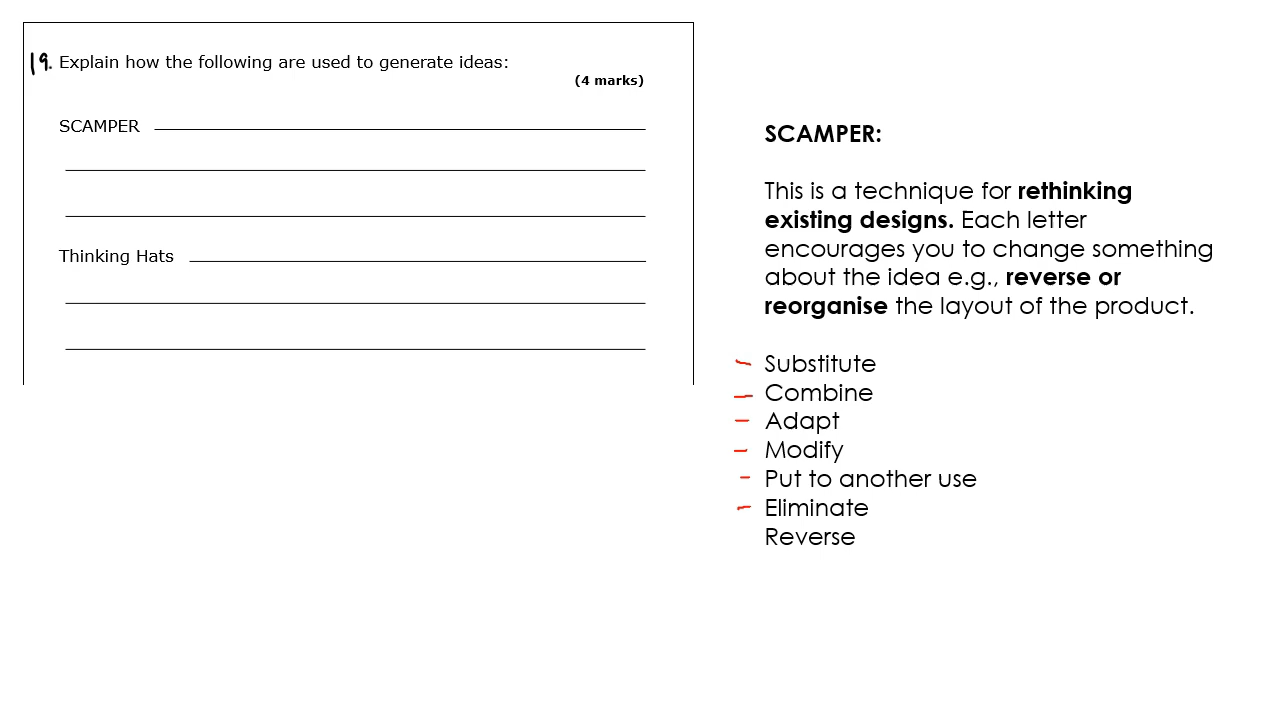 19. Explain how the following are used to generate ideas:
(4 marks)
SCAMPER
Thinking Hats
SCAMPER:
This is a technique for rethinking
existing designs. Each letter
encourages you to change something
about the idea e.g., reverse or
reorganise the layout of the product.
Substitute
Combine
Adapt
Modify
Put to another use
Eliminate
Reverse